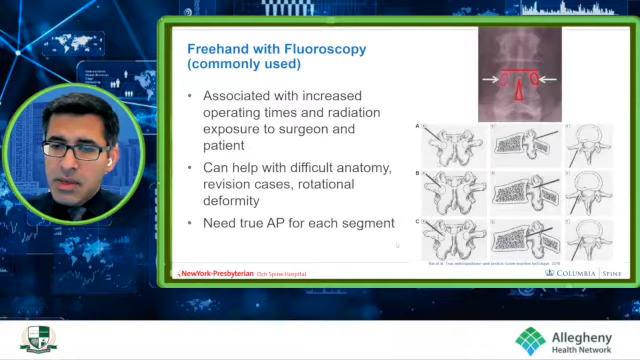 Freehand with Fluoroscopy
(commonly used)
• Associated with increased
operating times and radiation
exposure to surgeon and
patient
• Can help with difficult anatomy,
revision cases, rotational
deformity
• Need true AP for each segment
A
B
C
NewYork-Presbyterian
Spine Hospital
COLUMBIA
SPINE
Allegheny
Health Network